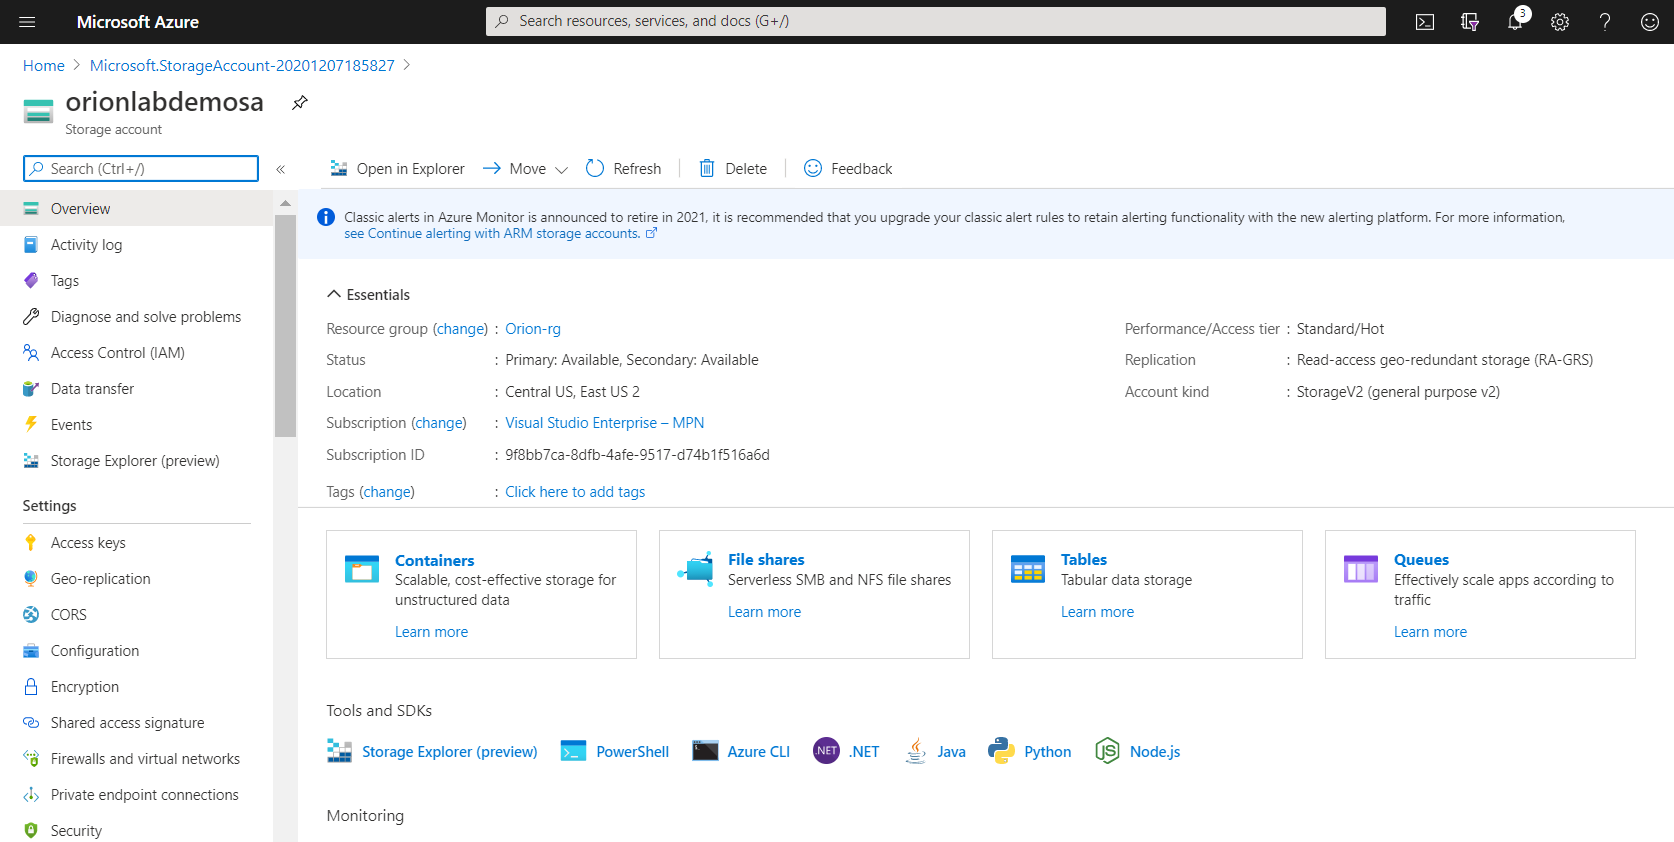 Microsoft Azure
Search resources, services, and docs (G+/)
3
Home > Microsoft.StorageAccount-20201207185827 >
orionlabdemosa
Storage account
Search (Ctrl+/)
«
Open in Explorer
Move
Refresh
Delete
Feedback
Overview
Activity log
Tags
Diagnose and solve problems
Access Control (IAM)
Data transfer
Events
Storage Explorer (preview)
Settings
Access keys
Geo-replication
CORS
Configuration
Encryption
Shared access signature
Firewalls and virtual networks
Private endpoint connections
Security
Classic alerts in Azure Monitor is announced to retire in 2021, it is recommended that you upgrade your classic alert rules to retain alerting functionality with the new alerting platform. For more information,
see Continue alerting with ARM storage accounts.
Essentials
Resource group (change) : Orion-rg
Status : Primary: Available, Secondary: Available
Location : Central US, East US 2
Subscription (change) : Visual Studio Enterprise – MPN
Subscription ID : 9f8bb7ca-8dfb-4afe-9517-d74b1f516a6d
Tags (change) : Click here to add tags
Performance/Access tier : Standard/Hot
Replication : Read-access geo-redundant storage (RA-GRS)
Account kind : StorageV2 (general purpose v2)
Containers
Scalable, cost-effective storage for
unstructured data
Learn more
File shares
Serverless SMB and NFS file shares
Learn more
Tables
Tabular data storage
Learn more
Queues
Effectively scale apps according to
traffic
Learn more
Tools and SDKs
Storage Explorer (preview)
PowerShell
Azure CLI
.NET
.NET
Java
Python
JS
Node.js
Monitoring